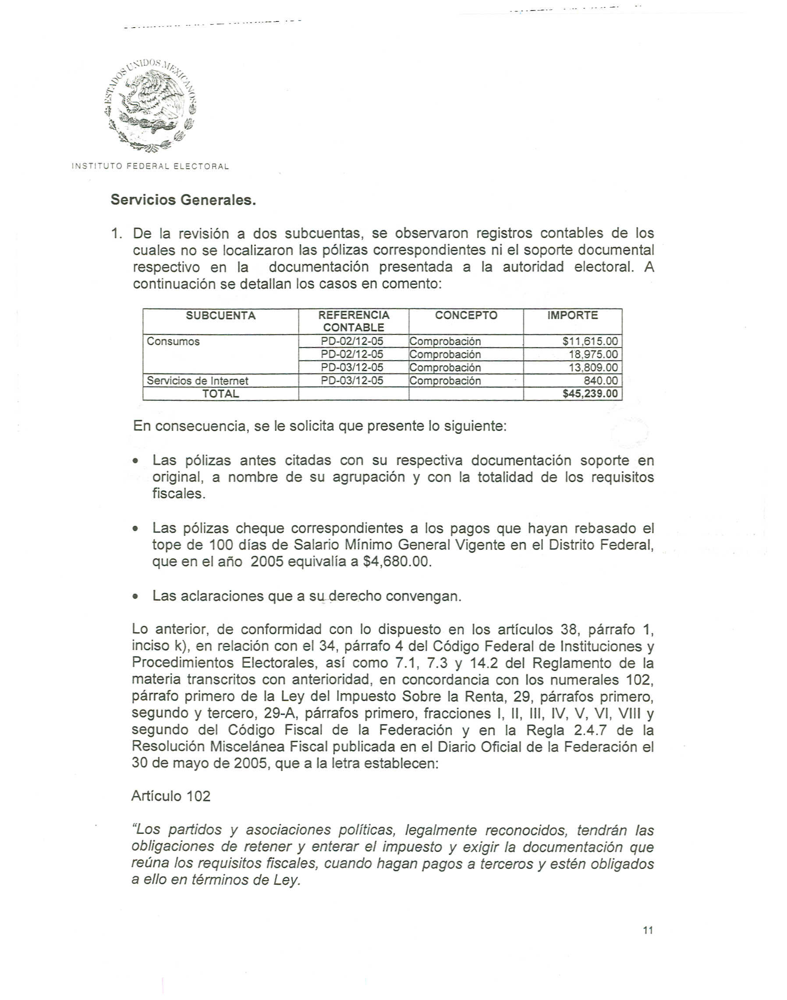 ESTADOS UNIDOS MEXICANOS
INSTITUTO FEDERAL ELECTORAL
Servicios Generales.
1. De la revisión a dos subcuentas, se observaron registros contables de los
cuales no se localizaron las pólizas correspondientes ni el soporte documental
respectivo en la documentación presentada a la autoridad electoral. A
continuación se detallan los casos en comento:
SUBCUENTA REFERENCIA CONCEPTO IMPORTE
CONTABLE
Consumos PD-02/12-05 Comprobación $11,615.00
PD-02/12-05 Comprobación 18,975.00
PD-03/12-05 Comprobación 13,809.00
Servicios de Internet PD-03/12-05 Comprobación 840.00
TOTAL $45,239.00
En consecuencia, se le solicita que presente lo siguiente:
• Las pólizas antes citadas con su respectiva documentación soporte en
original, a nombre de su agrupación y con la totalidad de los requisitos
fiscales.
• Las pólizas cheque correspondientes a los pagos que hayan rebasado el
tope de 100 días de Salario Mínimo General Vigente en el Distrito Federal,
que en el año 2005 equivalía a $4,680.00.
• Las aclaraciones que a su derecho convengan.
Lo anterior, de conformidad con lo dispuesto en los artículos 38, párrafo 1,
inciso k), en relación con el 34, párrafo 4 del Código Federal de Instituciones y
Procedimientos Electorales, así como 7.1, 7.3 y 14.2 del Reglamento de la
materia transcritos con anterioridad, en concordancia con los numerales 102,
párrafo primero de la Ley del Impuesto Sobre la Renta, 29, párrafos primero,
segundo y tercero, 29-A, párrafos primero, fracciones I, II, III, IV, V, VI, VIII y
segundo del Código Fiscal de la Federación y en la Regla 2.4.7 de la
Resolución Miscelánea Fiscal publicada en el Diario Oficial de la Federación el
30 de mayo de 2005, que a la letra establecen:
Artículo 102
“Los partidos y asociaciones políticas, legalmente reconocidos, tendrán las
obligaciones de retener y enterar el impuesto y exigir la documentación que
reúna los requisitos fiscales, cuando hagan pagos a terceros y estén obligados
a ello en términos de Ley.
11